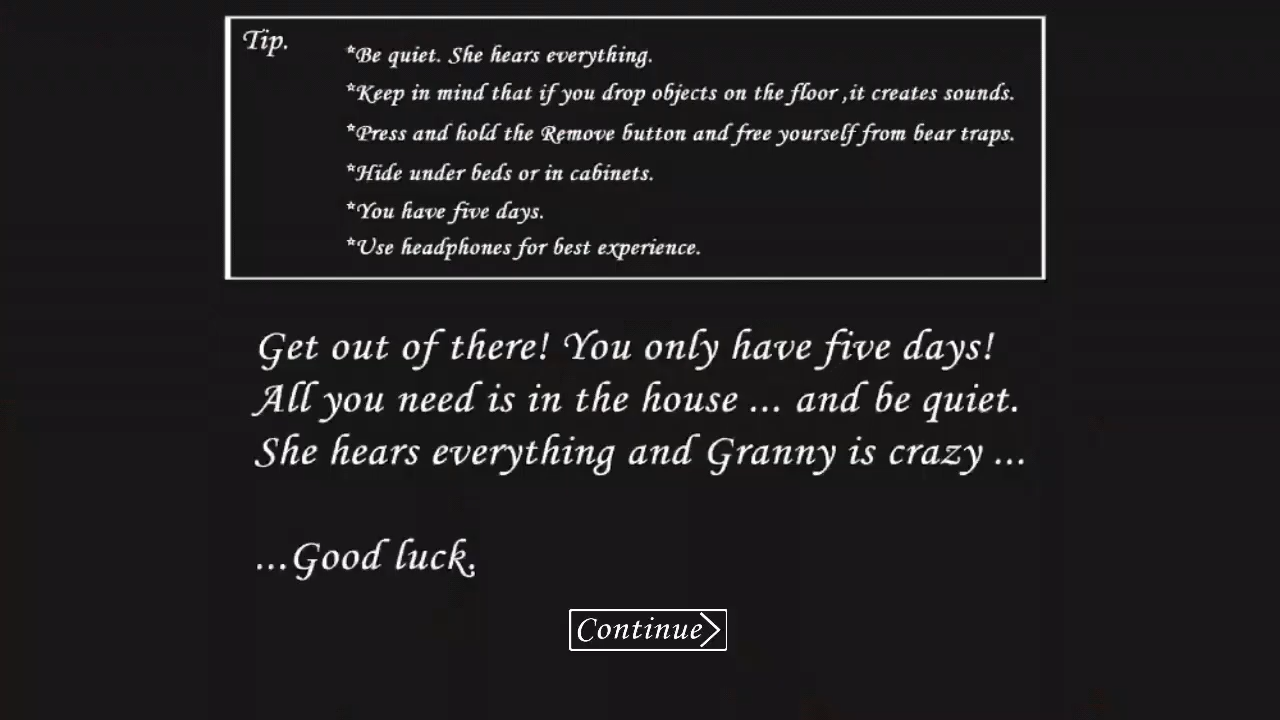 Tip.
*Be quiet. She hears everything.
*Keep in mind that if you drop objects on the floor ,it creates sounds.
*Press and hold the Remove button and free yourself from bear traps.
*Hide under beds or in cabinets.
*You have five days.
*Use headphones for best experience.
Get out of there! You only have five days!
All you need is in the house ... and be quiet.
She hears everything and Granny is crazy ...
...Good luck.
Continue